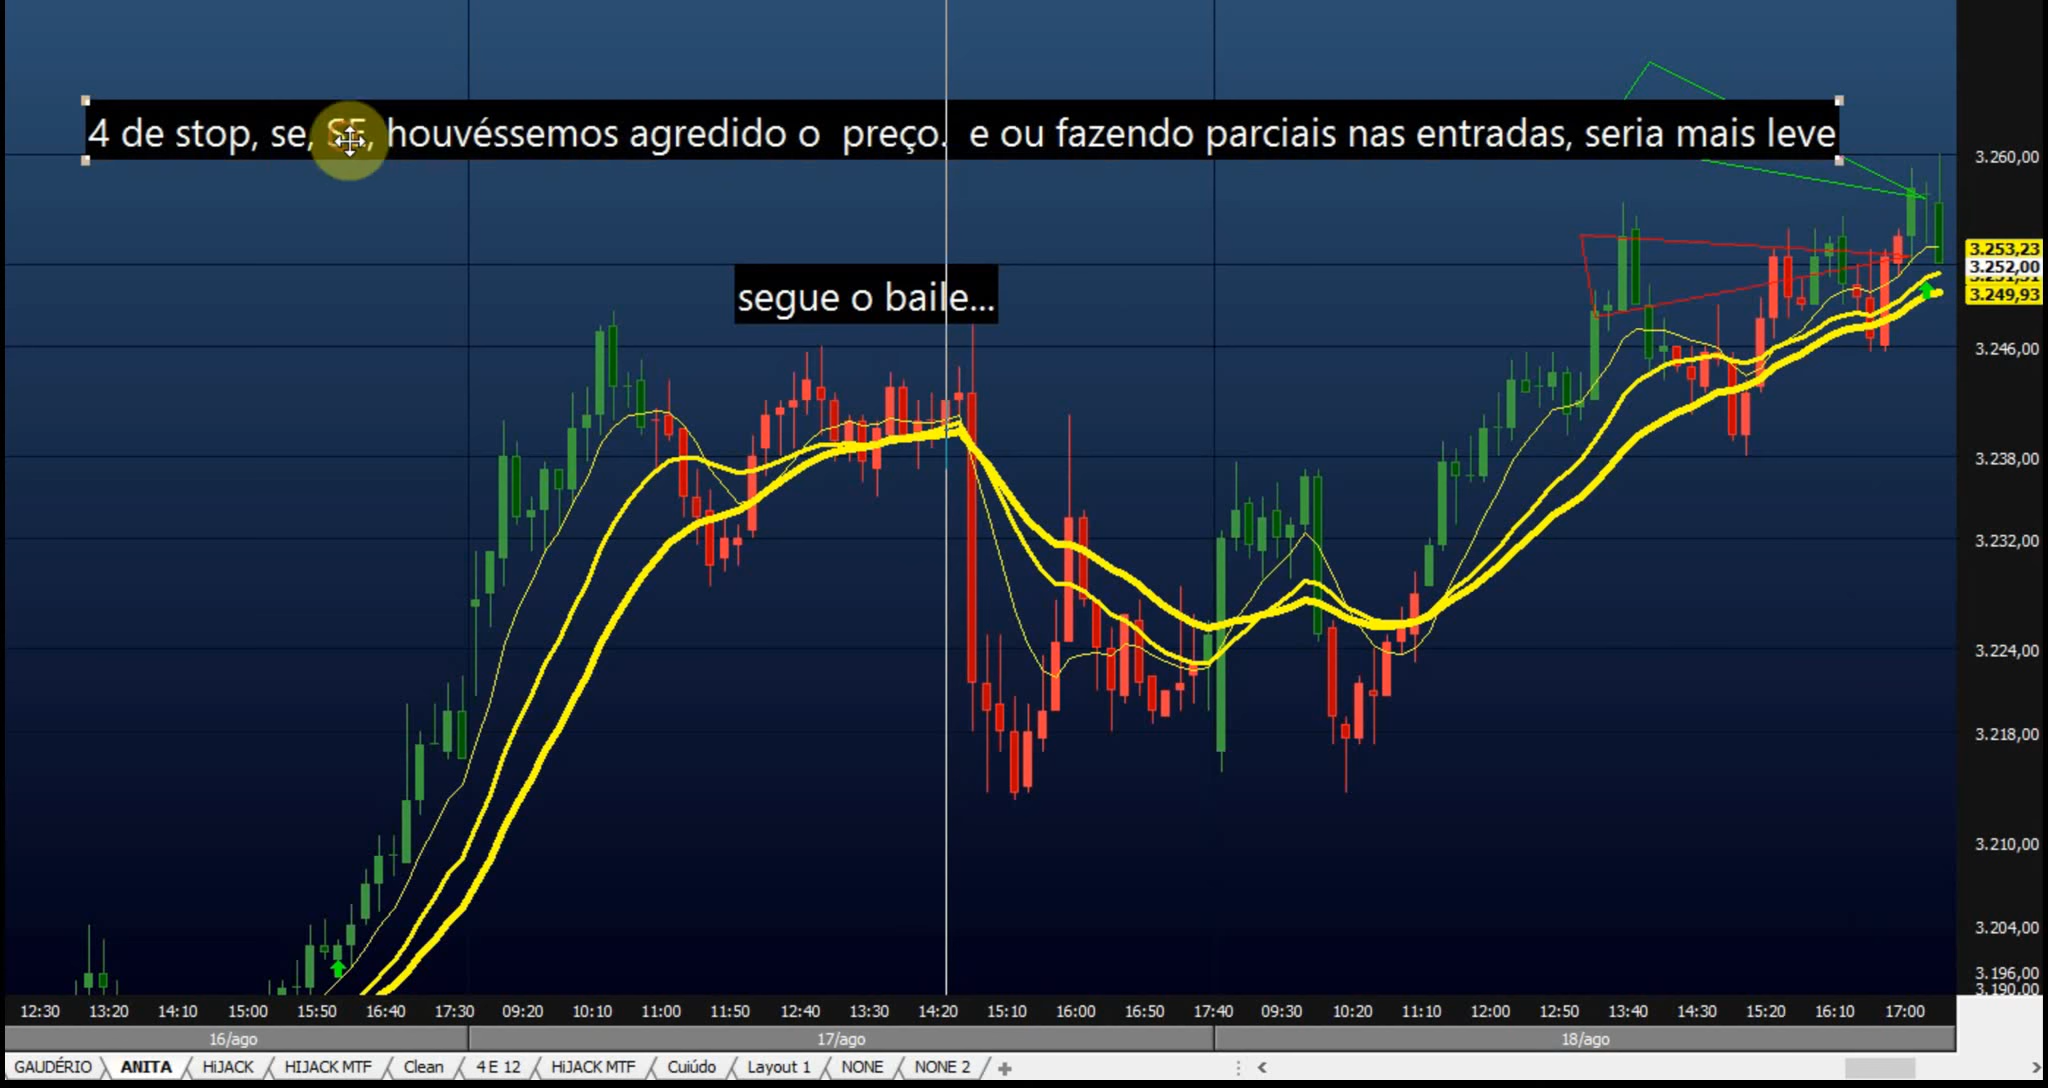 4 de stop, se, SE, houvéssemos agredido o  preço.  e ou fazendo parciais nas entradas, seria mais leve
segue o baile...
3.260,00
3.253,23
3.252,00
3.249,93
3.246,00
3.238,00
3.232,00
3.224,00
3.218,00
3.210,00
3.204,00
3.196,00
3.190,00
12:30 13:20 14:10 15:00 15:50 16:40 17:30 09:20 10:10 11:00 11:50 12:40 13:30 14:20 15:10 16:00 16:50 17:40 09:30 10:20 11:10 12:00 12:50 13:40 14:30 15:20 16:10 17:00
16/ago 17/ago 18/ago
GAUDÉRIO ANITA HiJACK HIJACK MTF Clean 4 E 12 HiJACK MTF Cuiúdo Layout 1 NONE NONE 2